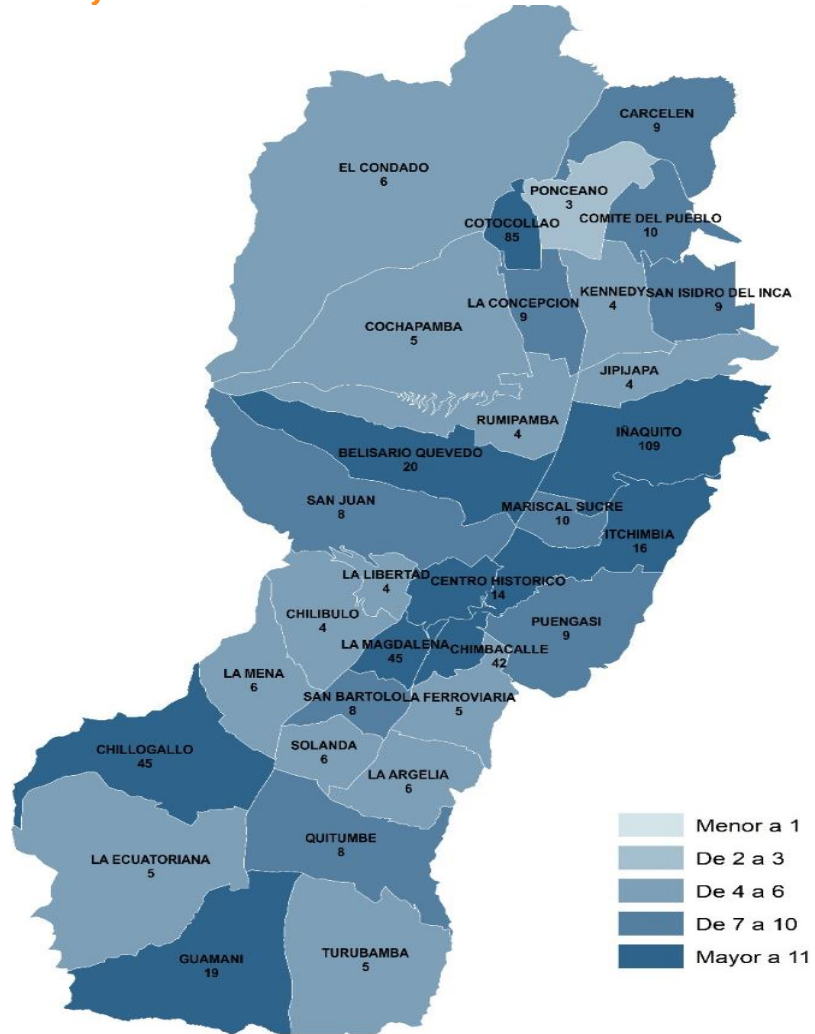 CARCELEN
9
EL CONDADO
6
PONCEANO
3
COTOCOLLAO
85
COMITE DEL PUEBLO
10
LA CONCEPCION
9
KENNEDY
4
SAN ISIDRO DEL INCA
9
COCHAPAMBA
5
JIPIJAPA
4
RUMIPAMBA
4
IÑAQUITO
109
BELISARIO QUEVEDO
20
SAN JUAN
8
MARISCAL SUCRE
10
ITCHIMBIA
16
LA LIBERTAD
4
CENTRO HISTORICO
14
CHILIBULO
4
PUENGASI
9
LA MAGDALENA
45
CHIMBACALLE
42
LA MENA
6
SAN BARTOLO
8
LA FERROVIARIA
5
CHILLOGALLO
45
SOLANDA
6
LA ARGELIA
6
QUITUMBE
8
LA ECUATORIANA
5
GUAMANI
19
TURUBAMBA
5
Menor a 1
De 2 a 3
De 4 a 6
De 7 a 10
Mayor a 11